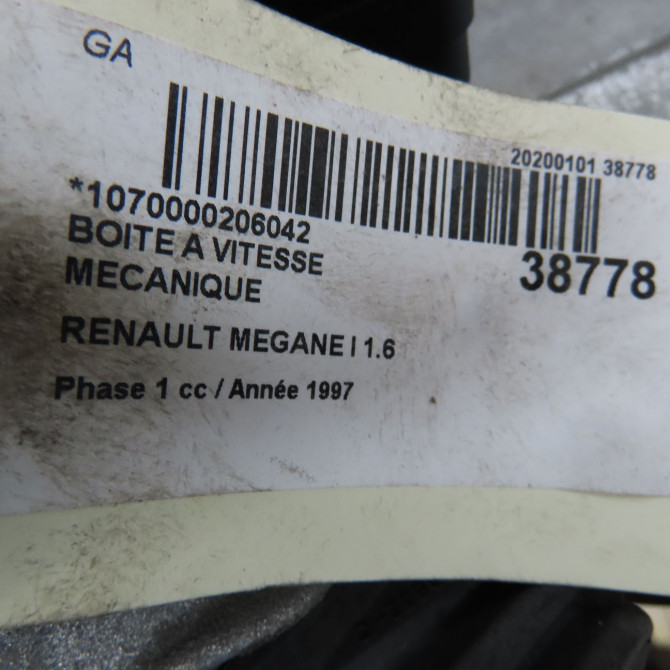 GA
20200101 38778
*1070000206042
38778
BOITE A VITESSE
MECANIQUE
RENAULT MEGANE I 1.6
Phase 1 cc / Année 1997